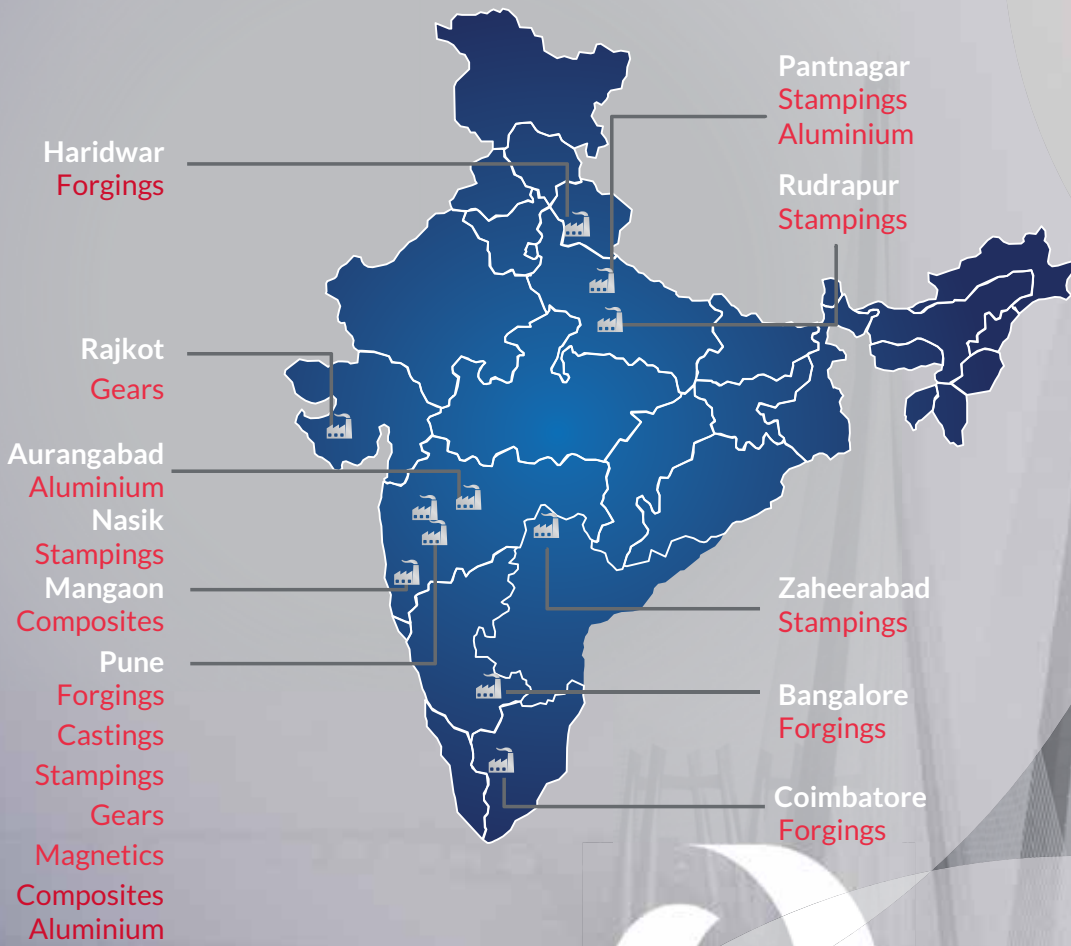 Haridwar
Forgings
Rajkot
Gears
Aurangabad
Aluminium
Nasik
Stampings
Mangaon
Composites
Pune
Forgings
Castings
Stampings
Gears
Magnetics
Composites
Aluminium
Pantnagar
Stampings
Aluminium
Rudrapur
Stampings
Zaheerabad
Stampings
Bangalore
Forgings
Coimbatore
Forgings